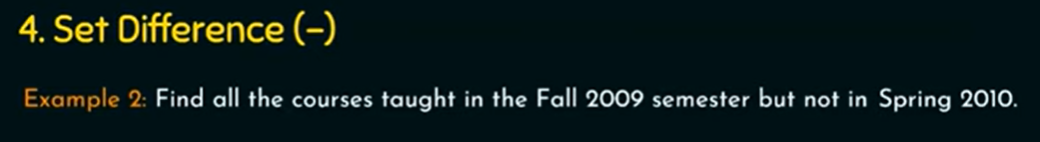 4. Set Difference (–)
Example 2: Find all the courses taught in the Fall 2009 semester but not in Spring 2010.